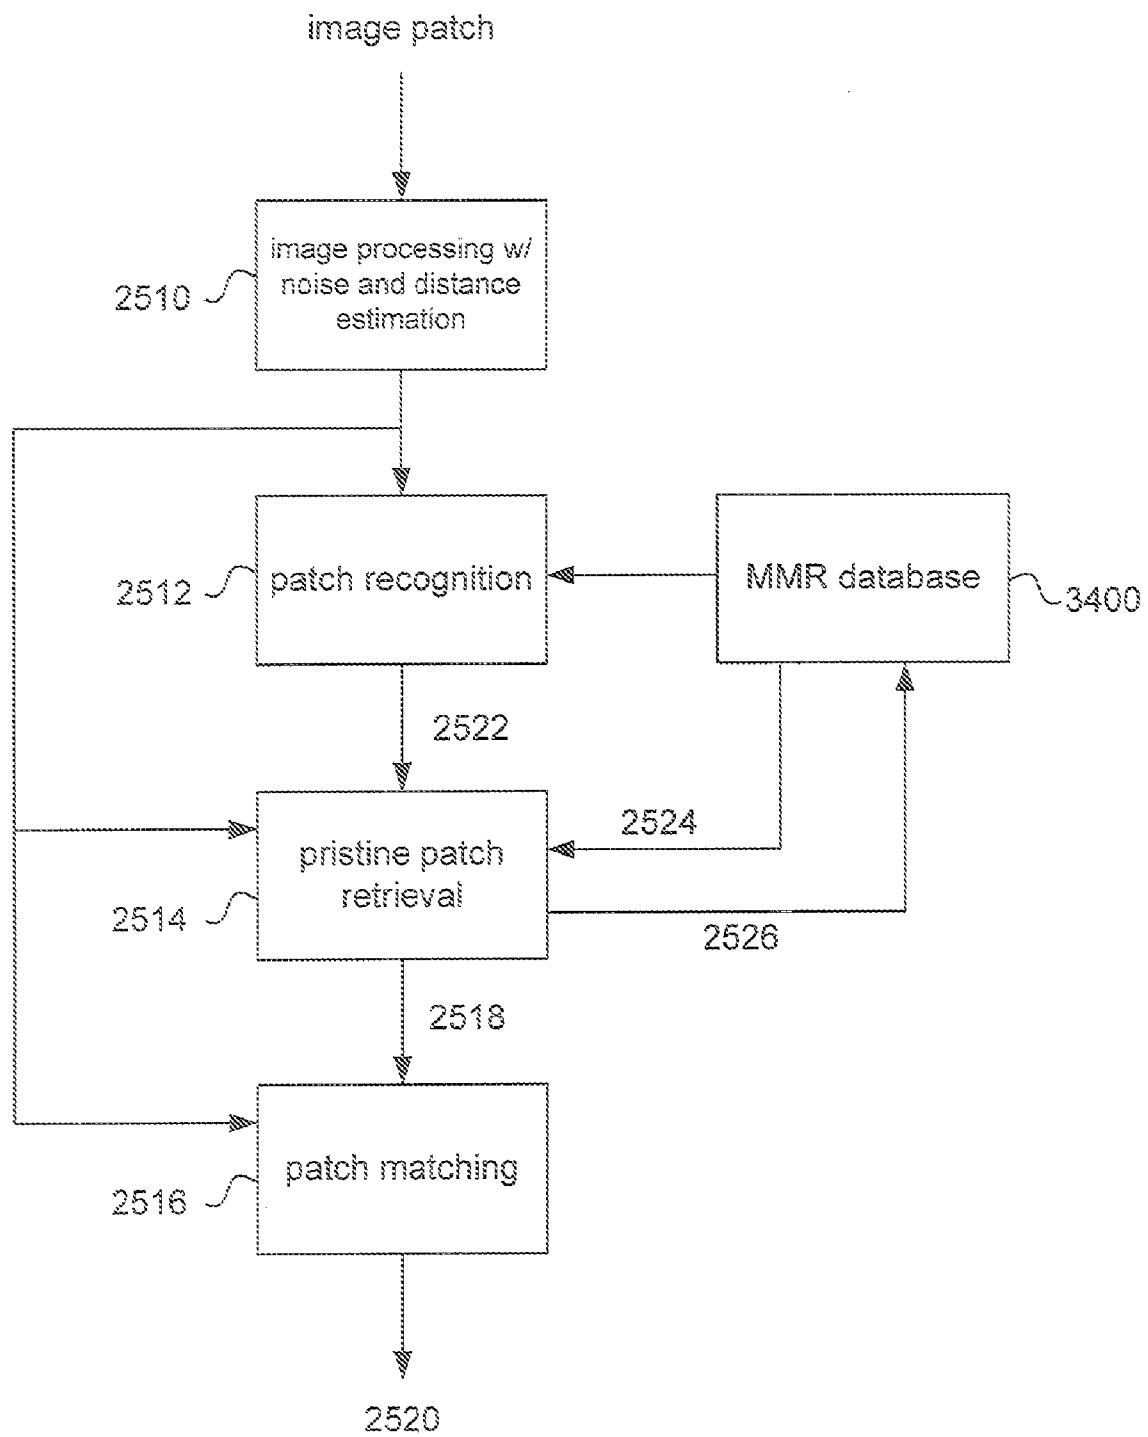 image patch
image processing w/
noise and distance
estimation
2510
patch recognition
2512
MMR database
3400
2522
pristine patch
retrieval
2514
2524
2526
2518
patch matching
2516
2520